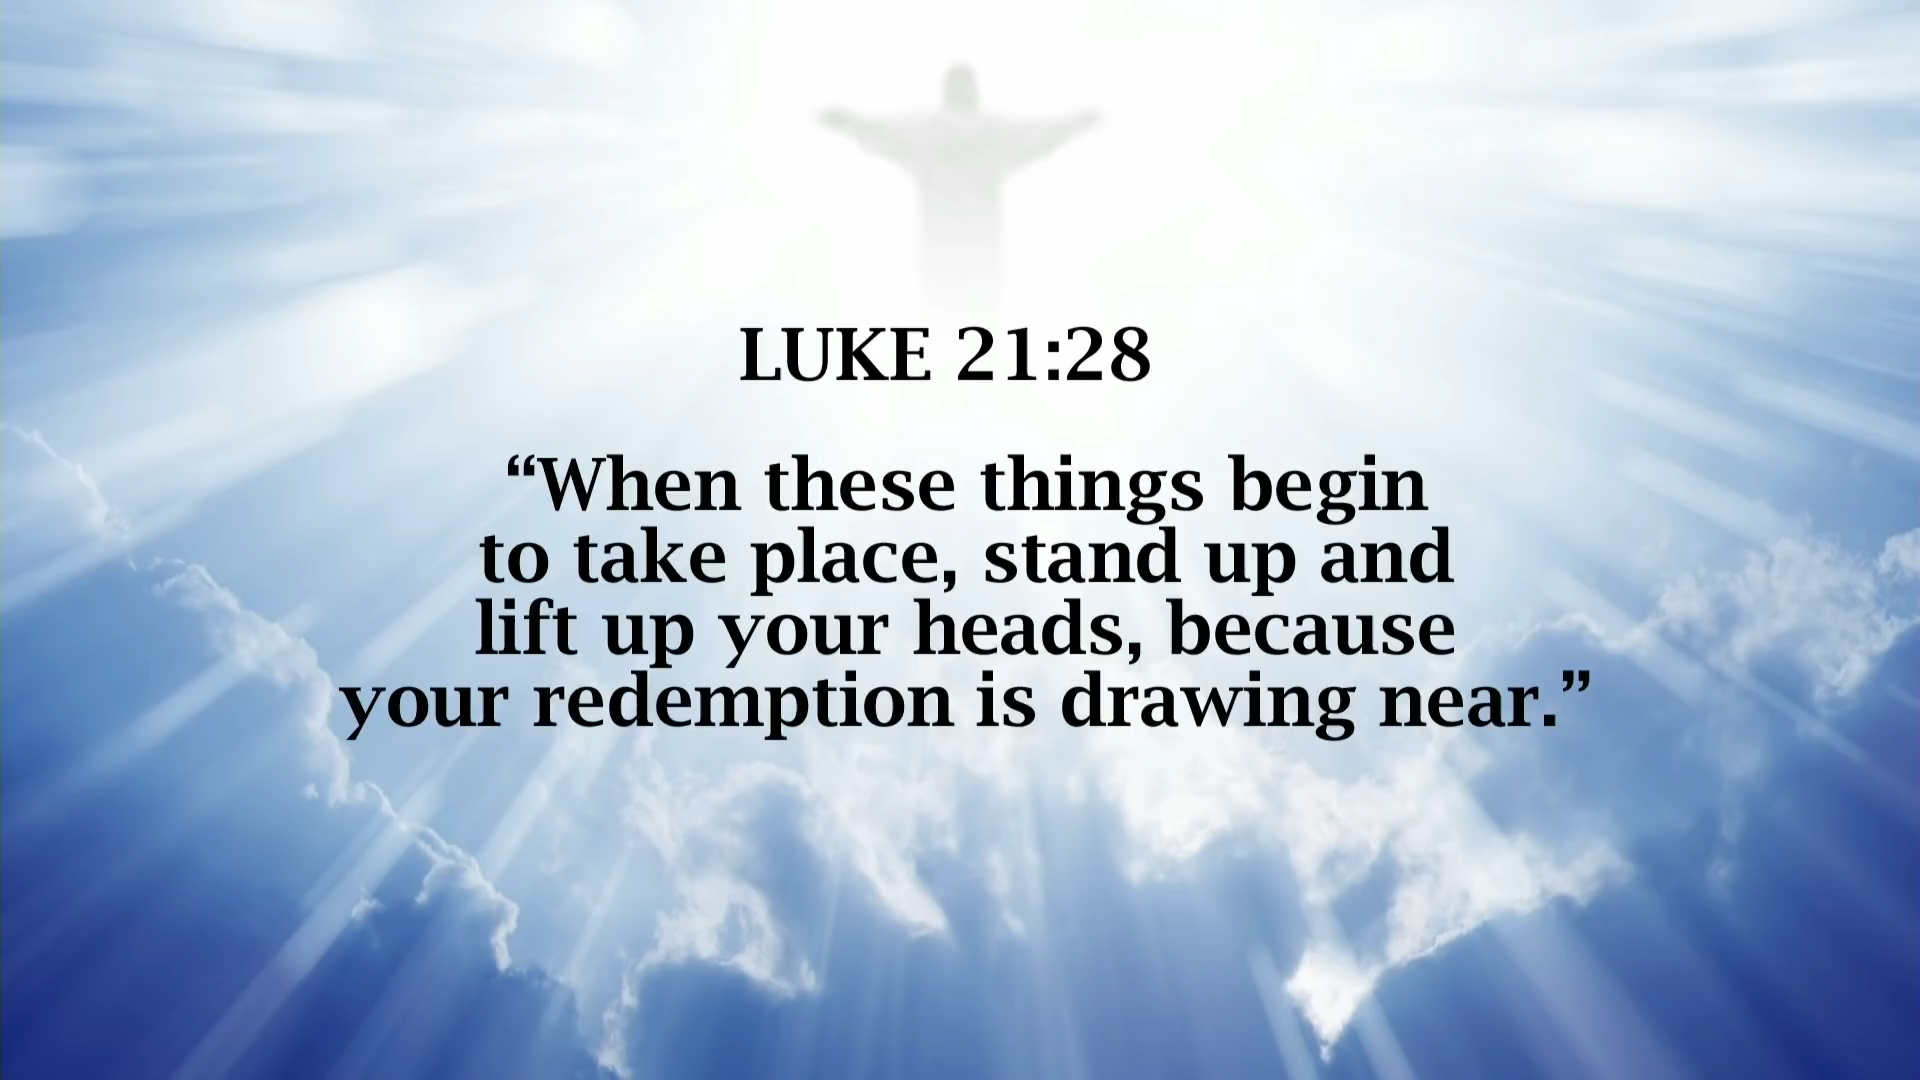 LUKE 21:28
“When these things begin
to take place, stand up and
lift up your heads, because
your redemption is drawing near.”